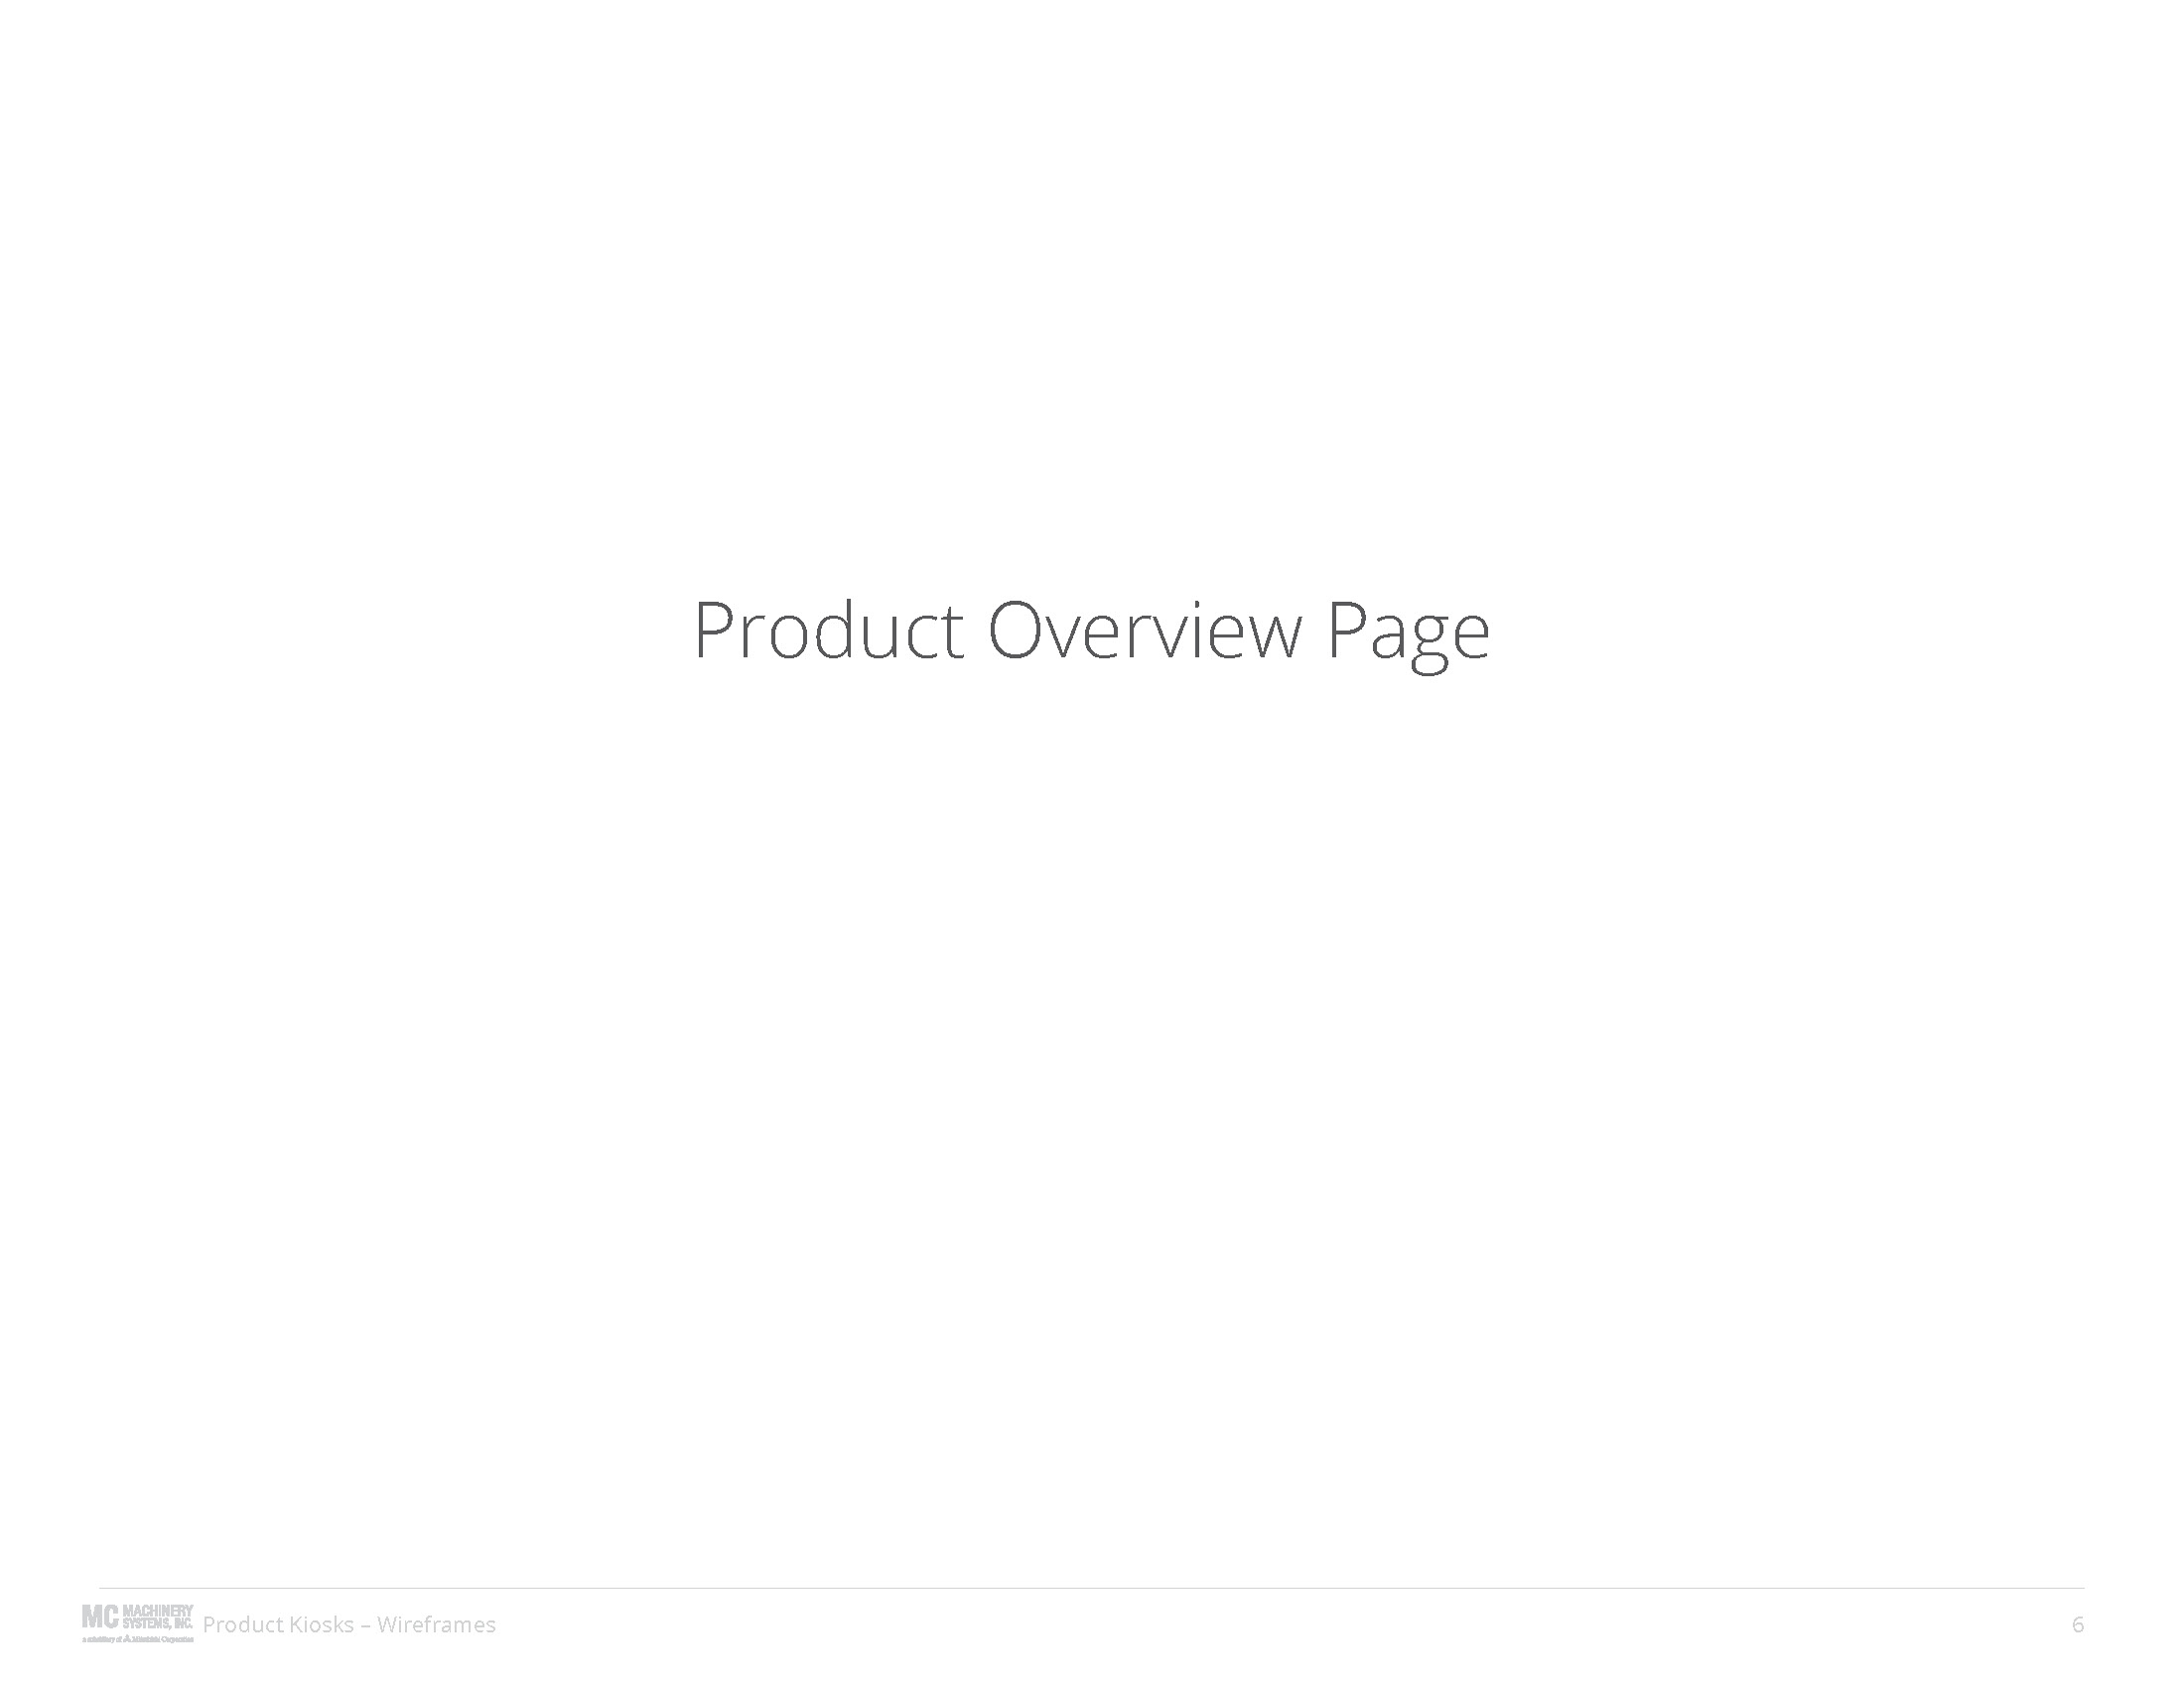 Product Overview Page
MC MACHINERY
SYSTEMS, INC.
a subsidiary of Mitsubishi Corporation
Product Kiosks – Wireframes
6